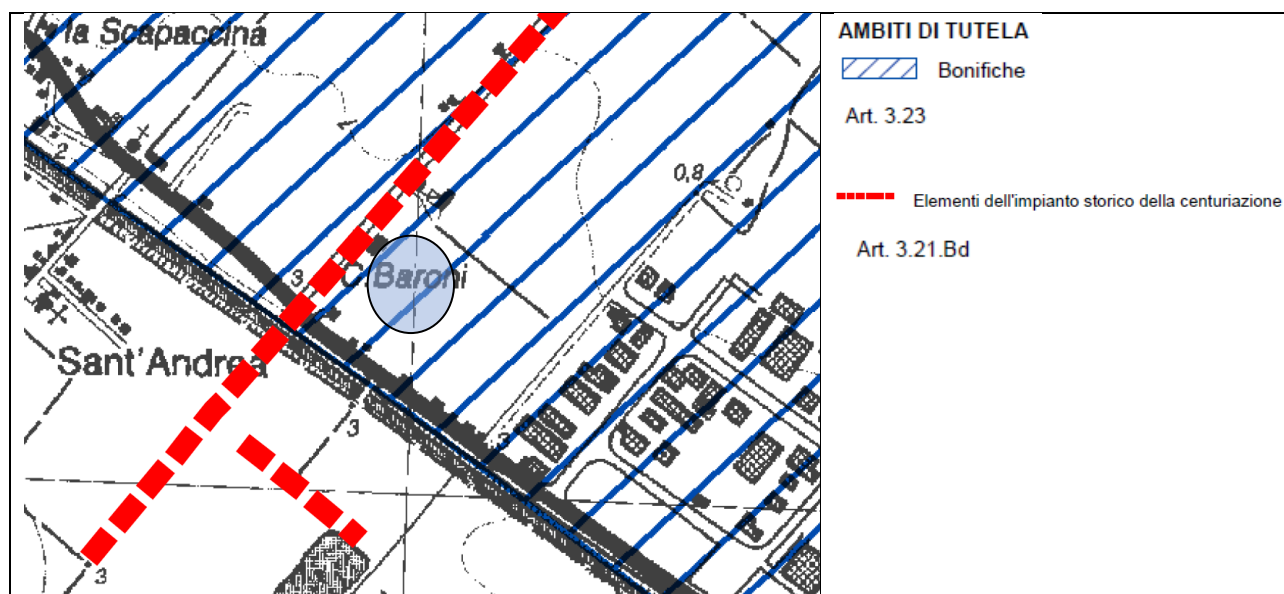 la Scapaccina
2
0,8
3
C. Baroni
Sant'Andrea
3
3
3
AMBITI DI TUTELA
Bonifiche
Art. 3.23
Elementi dell'impianto storico della centuriazione
Art. 3.21.Bd